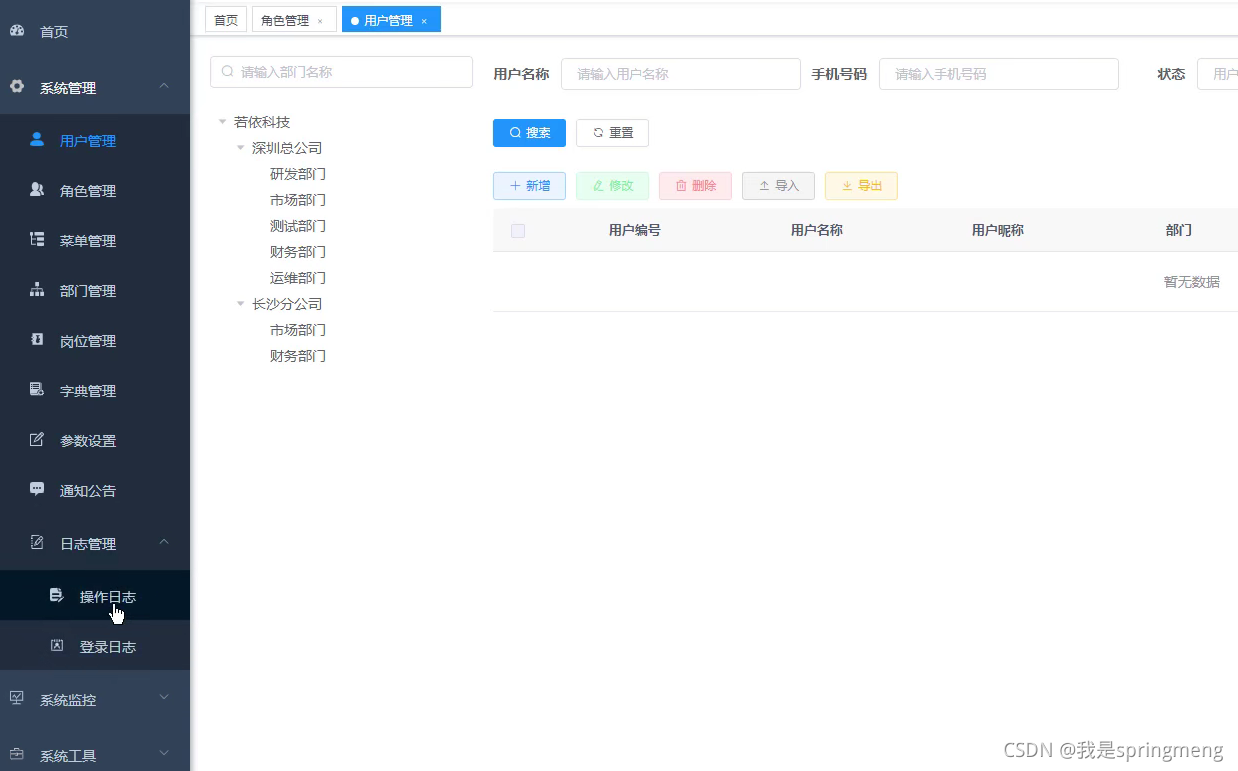 首页
系统管理
用户管理
角色管理
菜单管理
部门管理
岗位管理
字典管理
参数设置
通知公告
日志管理
操作日志
登录日志
系统监控
系统工具
首页 角色管理 × 用户管理 ×
请输入部门名称
若依科技
深圳总公司
研发部门
市场部门
测试部门
财务部门
运维部门
长沙分公司
市场部门
财务部门
用户名称 请输入用户名称 手机号码 请输入手机号码 状态 用户
搜索 重置
新增 修改 删除 导入 导出
用户编号 用户名称 用户昵称 部门
暂无数据
CSDN @我是springmeng